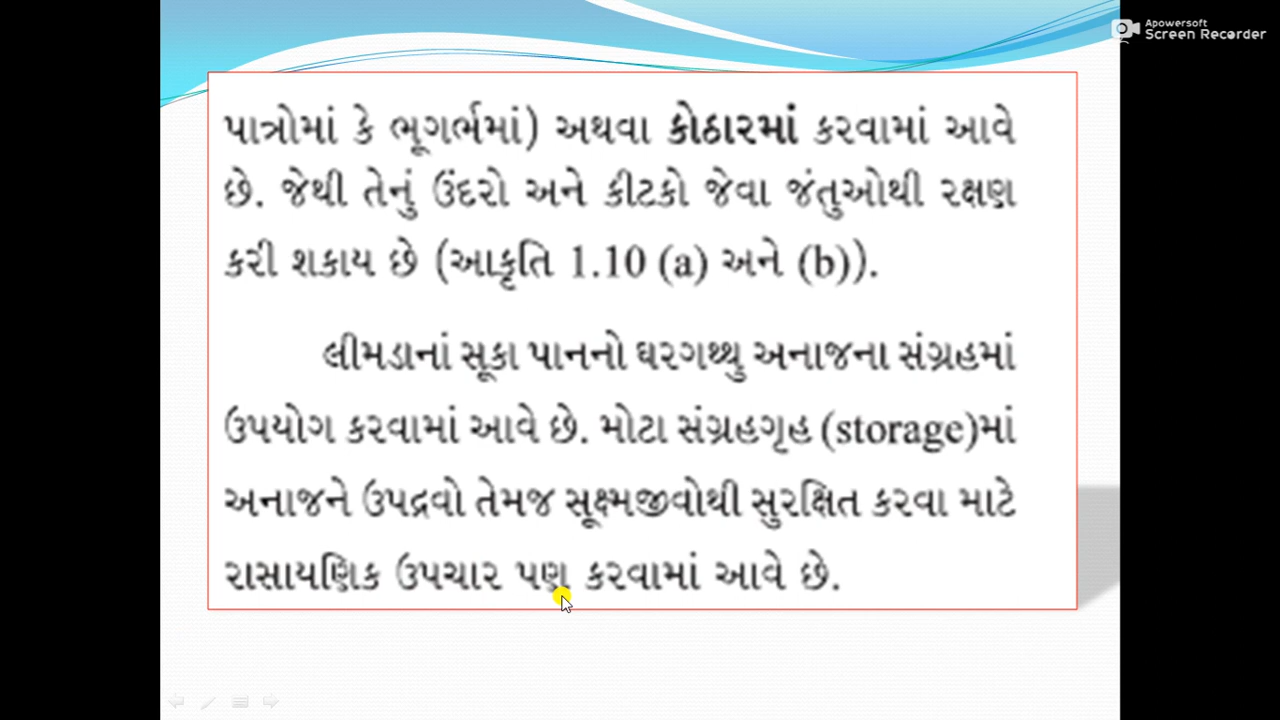 Apowersoft
Screen Recorder
પાત્રોમાં કે ભૂગર્ભમાં) અથવા કોઠારમાં કરવામાં આવે
છે. જેથી તેનું ઉંદરો અને કીટકો જેવા જંતુઓથી રક્ષણ
કરી શકાય છે (આકૃતિ 1.10 (a) અને (b)).
લીમડાનાં સૂકા પાનનો ઘરગથ્થુ અનાજના સંગ્રહમાં
ઉપયોગ કરવામાં આવે છે. મોટા સંગ્રહગૃહ (storage)માં
અનાજને ઉપદ્રવો તેમજ સૂક્ષ્મજીવોથી સુરક્ષિત કરવા માટે
રાસાયણિક ઉપચાર પણ કરવામાં આવે છે.